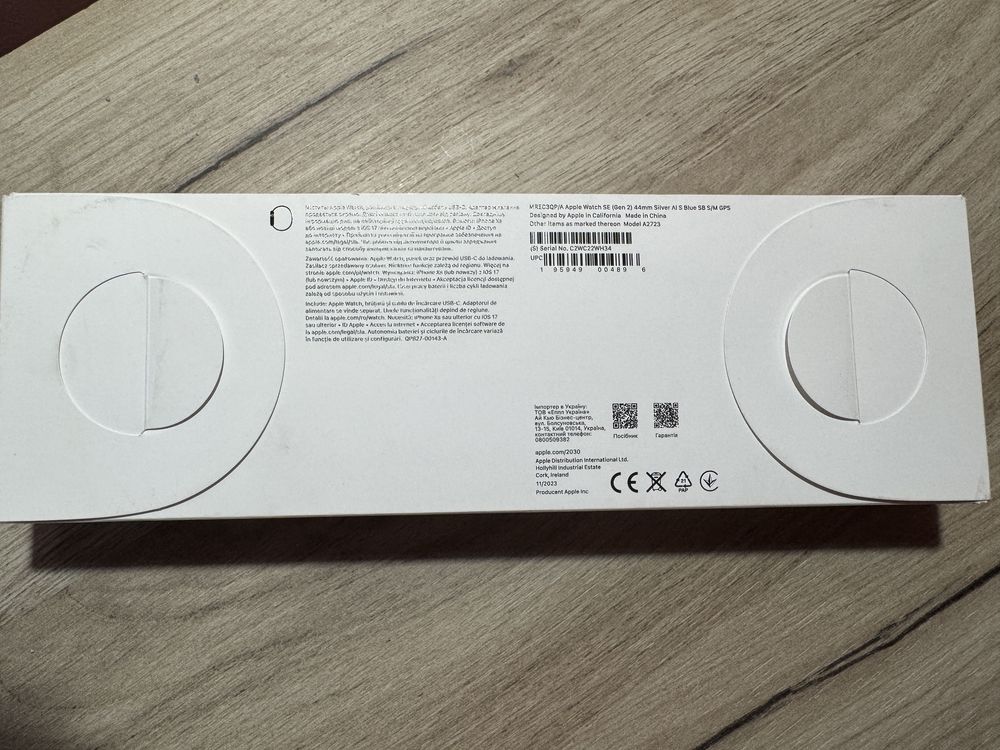 apple.com/legal/sla.
Zawartość opakowania: Apple Watch, pasek oraz przewód USB-C do ładowania.
Zasilacz sprzedawany osobno. Niektóre funkcje zależą od regionu. Więcej na
stronie apple.com/pl/watch. Wymagania: iPhone Xs (lub nowszy) z iOS 17
(lub nowszym) • Apple ID • Dostęp do Internetu • Akceptacja licencji dostępnej
pod adresem apple.com/legal/sla. Czas pracy baterii i liczba cykli ładowania
zależą od sposobu użycia i ustawień.
Include: Apple Watch, brățară și cablu de încărcare USB-C. Adaptorul de
alimentare se vinde separat. Unele funcționalități depind de regiune.
Detalii la apple.com/ro/watch. Necesită: iPhone Xs sau ulterior cu iOS 17
sau ulterior • ID Apple • Acces la internet • Acceptarea licenței software de
la apple.com/legal/sla. Autonomia bateriei și ciclurile de încărcare variază
în funcție de utilizare și configurări. QP827-00143-A
MREC3QP/A Apple Watch SE (Gen 2) 44mm Silver Al S Blue SB S/M GPS
Designed by Apple in California Made in China
Other items as marked thereon Model A2723
(S) Serial No. C2WC22WH34
UPC
1 95949 00489 6
Імпортер в Україну:
ТОВ «Еппл Україна»
Ай Кью Бізнес-центр,
вул. Болсуновська,
13-15, Київ 01014, Україна,
контактний телефон:
0800509382
Посібник
Гарантія
apple.com/2030
Apple Distribution International Ltd.
Hollyhill Industrial Estate
Cork, Ireland
11/2023
Producent Apple Inc
CE
21
PAP